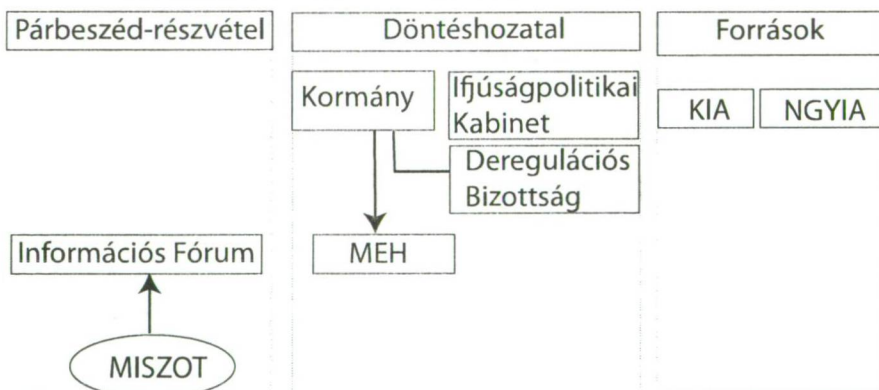 Párbeszéd-részvétel
Döntéshozatal
Források
Kormány
Ifjúságpolitikai
Kabinet
KIA
NGYIA
Deregulációs
Bizottság
Információs Fórum
MEH
MISZOT